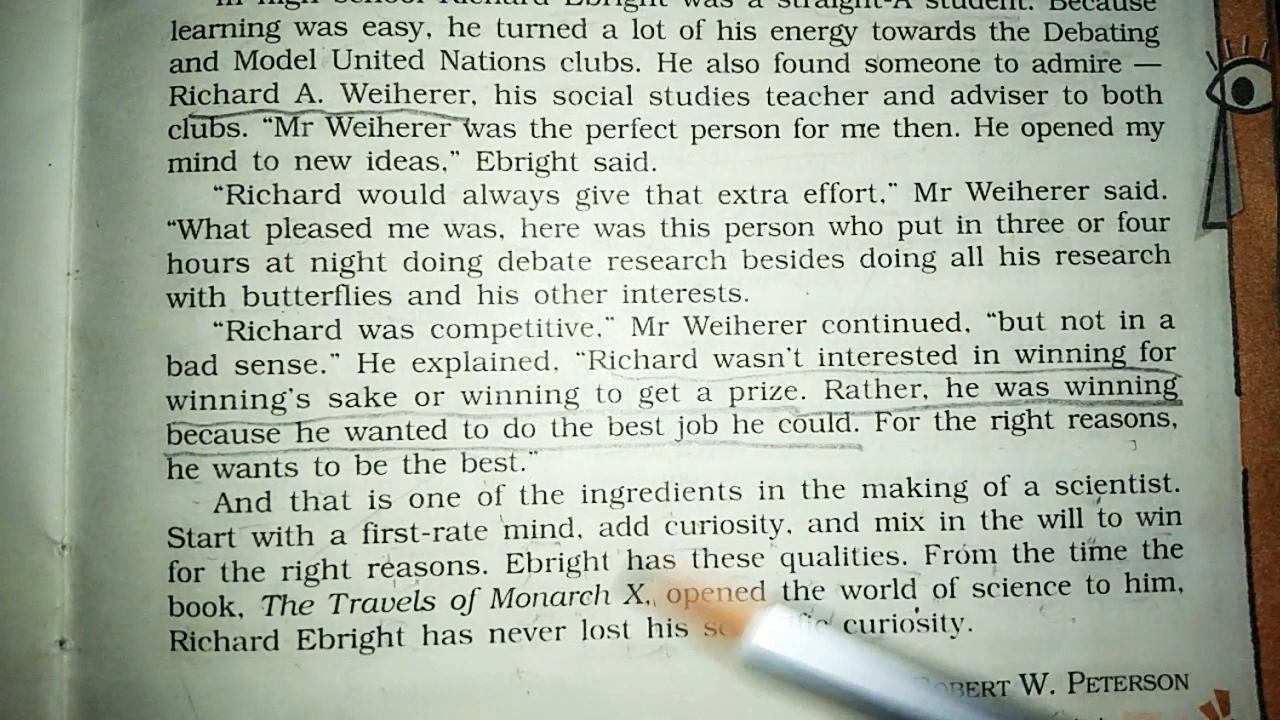 In high school Richard Ebright was a straight-A student. Because
learning was easy, he turned a lot of his energy towards the Debating
and Model United Nations clubs. He also found someone to admire —
Richard A. Weiherer, his social studies teacher and adviser to both
clubs. “Mr Weiherer was the perfect person for me then. He opened my
mind to new ideas,” Ebright said.
“Richard would always give that extra effort,” Mr Weiherer said.
“What pleased me was, here was this person who put in three or four
hours at night doing debate research besides doing all his research
with butterflies and his other interests.
“Richard was competitive,” Mr Weiherer continued, “but not in a
bad sense.” He explained, “Richard wasn't interested in winning for
winning's sake or winning to get a prize. Rather, he was winning
because he wanted to do the best job he could. For the right reasons,
he wants to be the best.”
And that is one of the ingredients in the making of a scientist.
Start with a first-rate mind, add curiosity, and mix in the will to win
for the right reasons. Ebright has these qualities. From the time the
book, The Travels of Monarch X, opened the world of science to him,
Richard Ebright has never lost his curiosity.
W. PETERSON